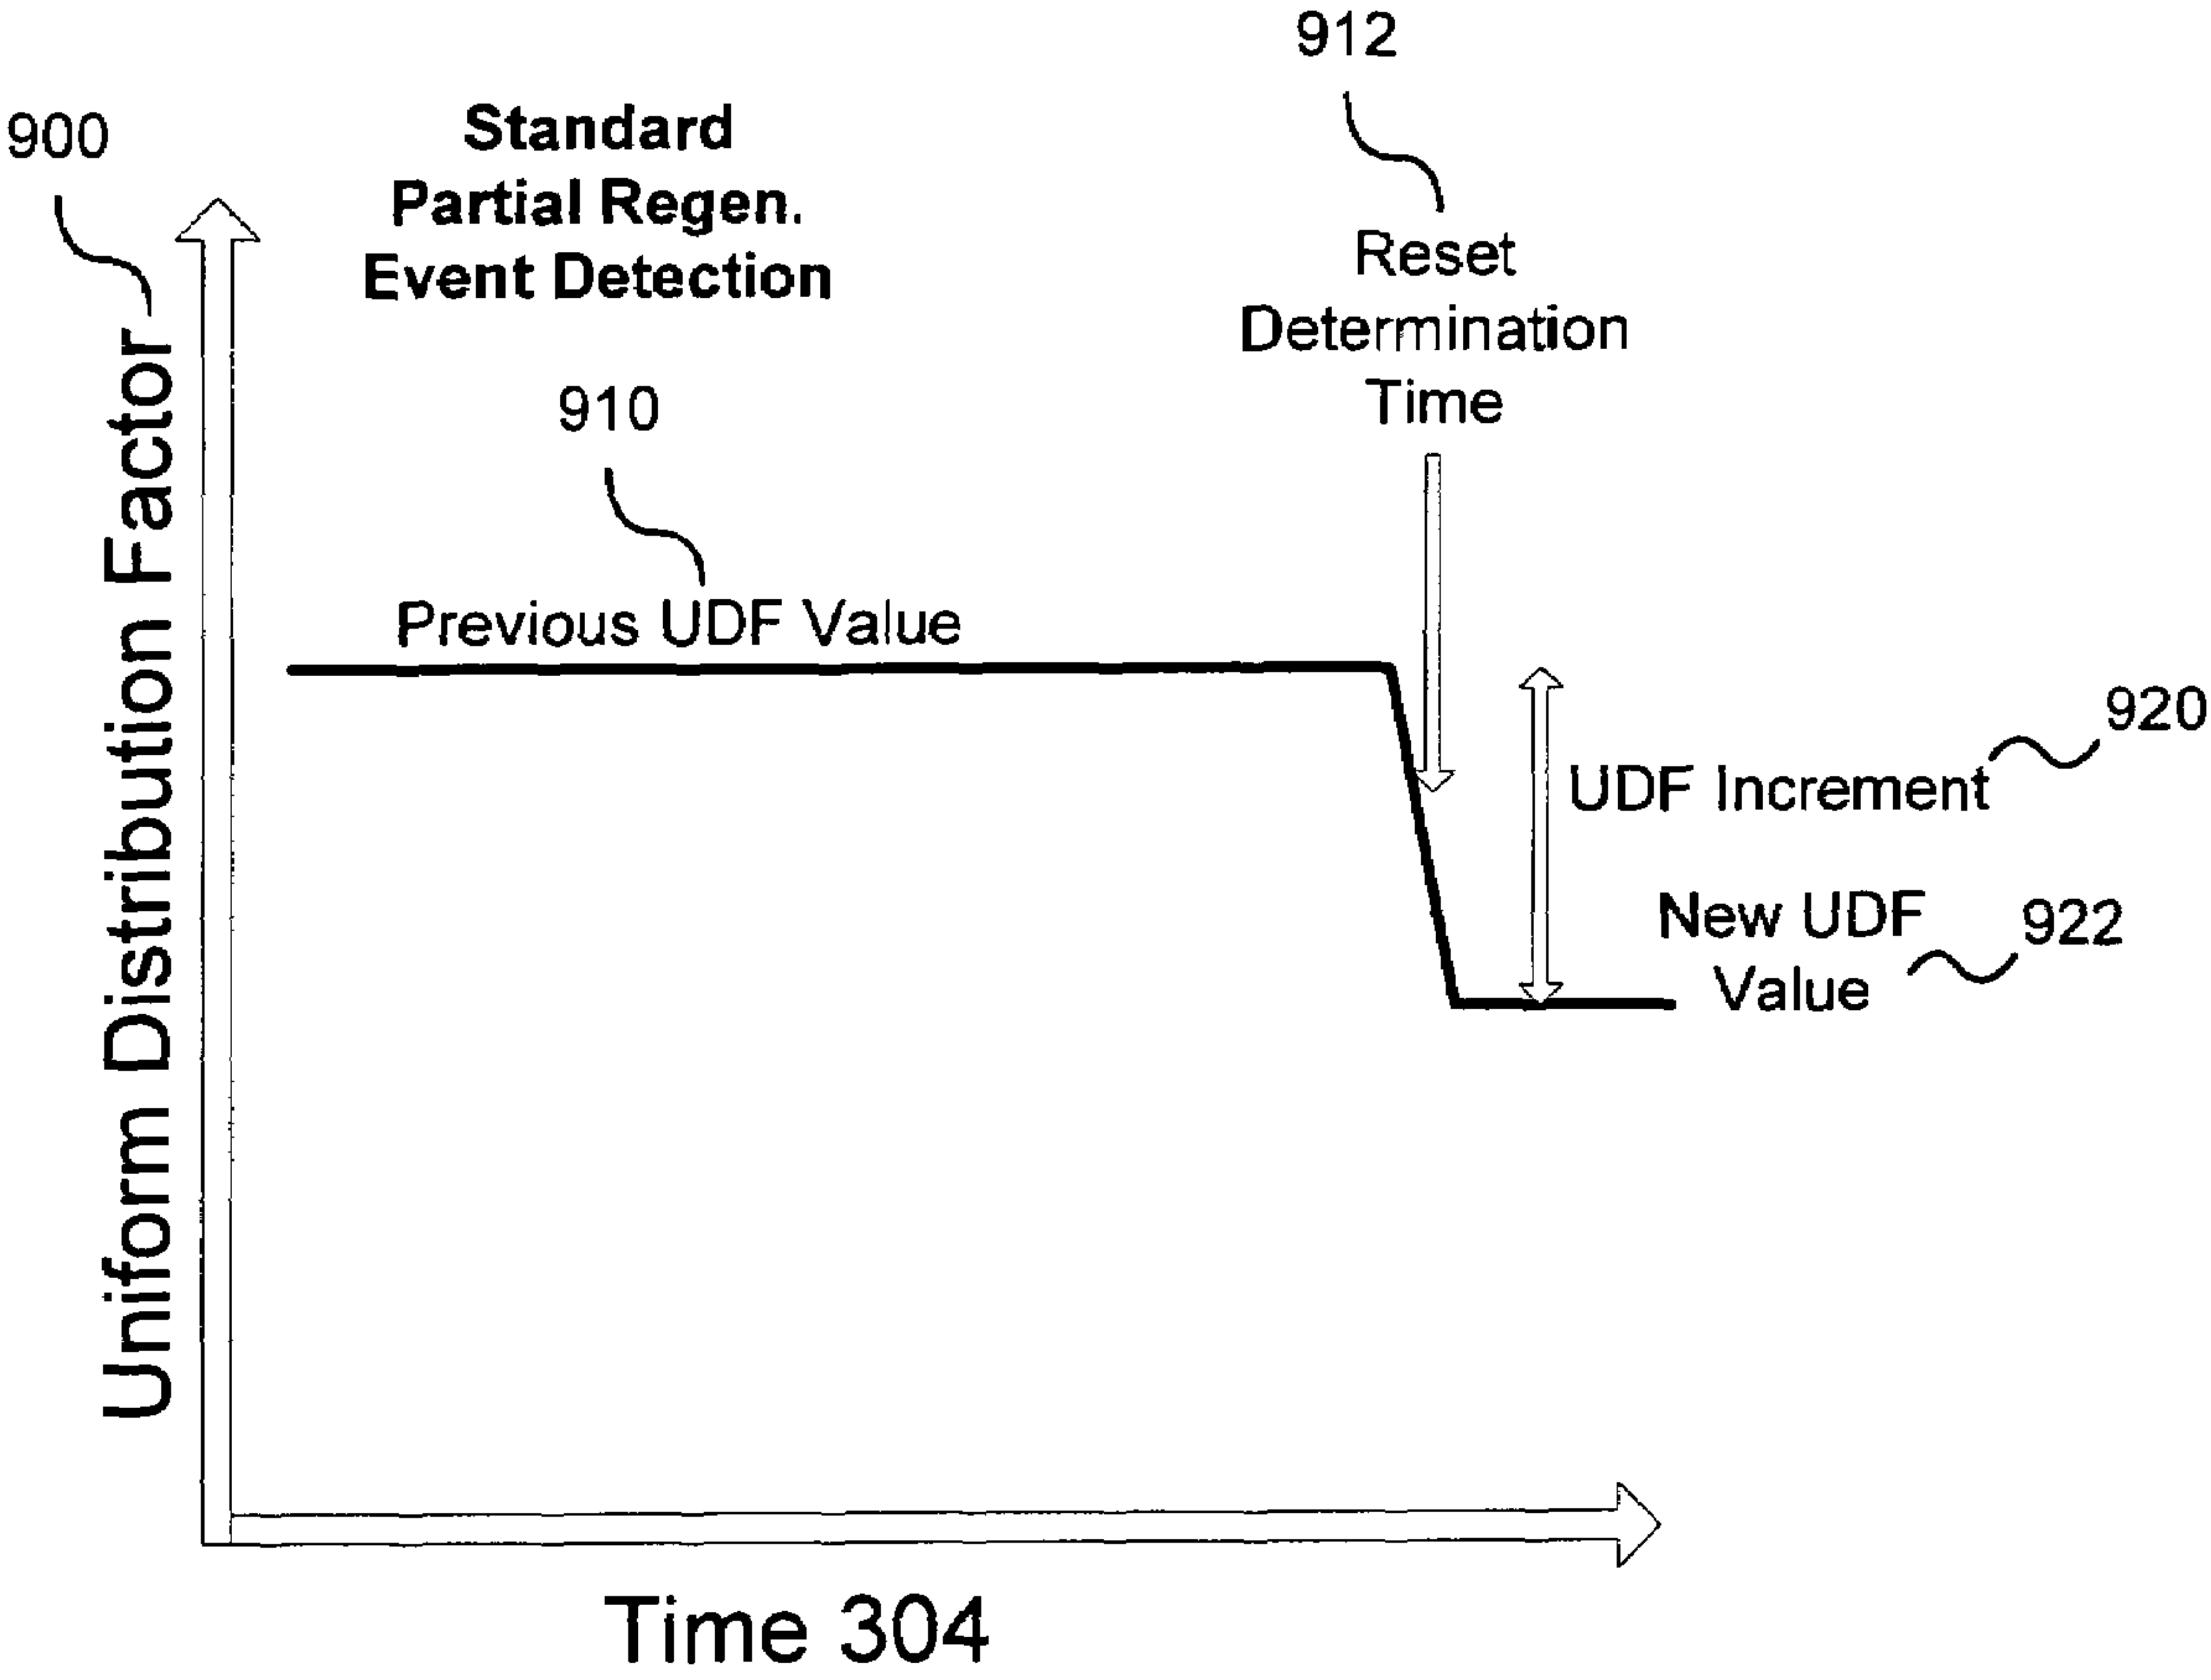 912
900
Standard
Partial Regen.
Event Detection
Reset
Determination
Time
910
Previous UDF Value
Uniform Distribution Factor
920
UDF Increment
New UDF
Value
922
Time 304